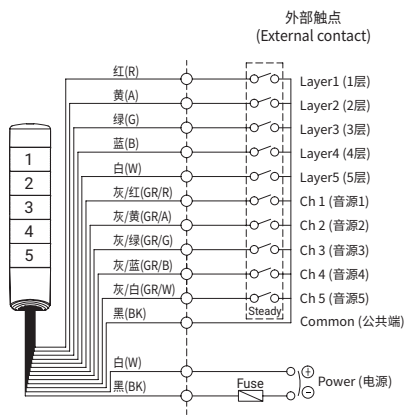 外部触点
(External contact)
红(R)
黄(A)
绿(G)
蓝(B)
白(W)
灰/红(GR/R)
灰/黄(GR/A)
灰/绿(GR/G)
灰/蓝(GR/B)
灰/白(GR/W)
黑(BK)
白(W)
黑(BK)
1
2
3
4
5
Layer1 (1层)
Layer2 (2层)
Layer3 (3层)
Layer4 (4层)
Layer5 (5层)
Ch 1 (音源1)
Ch 2 (音源2)
Ch 3 (音源3)
Ch 4 (音源4)
Ch 5 (音源5)
Steady
Common (公共端)
Fuse
+
Power (电源)
−